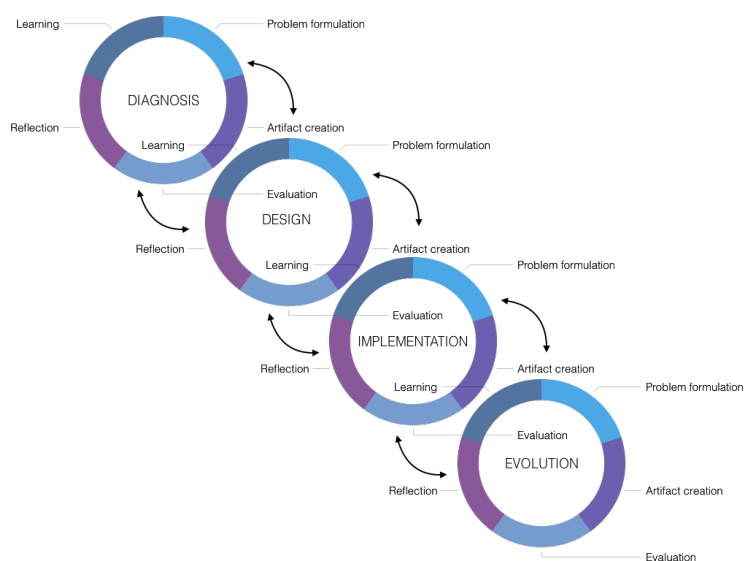 Learning
Problem formulation
DIAGNOSIS
Reflection
Artifact creation
Learning
Problem formulation
Evaluation
DESIGN
Reflection
Artifact creation
Learning
Problem formulation
Evaluation
IMPLEMENTATION
Reflection
Artifact creation
Learning
Problem formulation
Evaluation
EVOLUTION
Reflection
Artifact creation
Evaluation